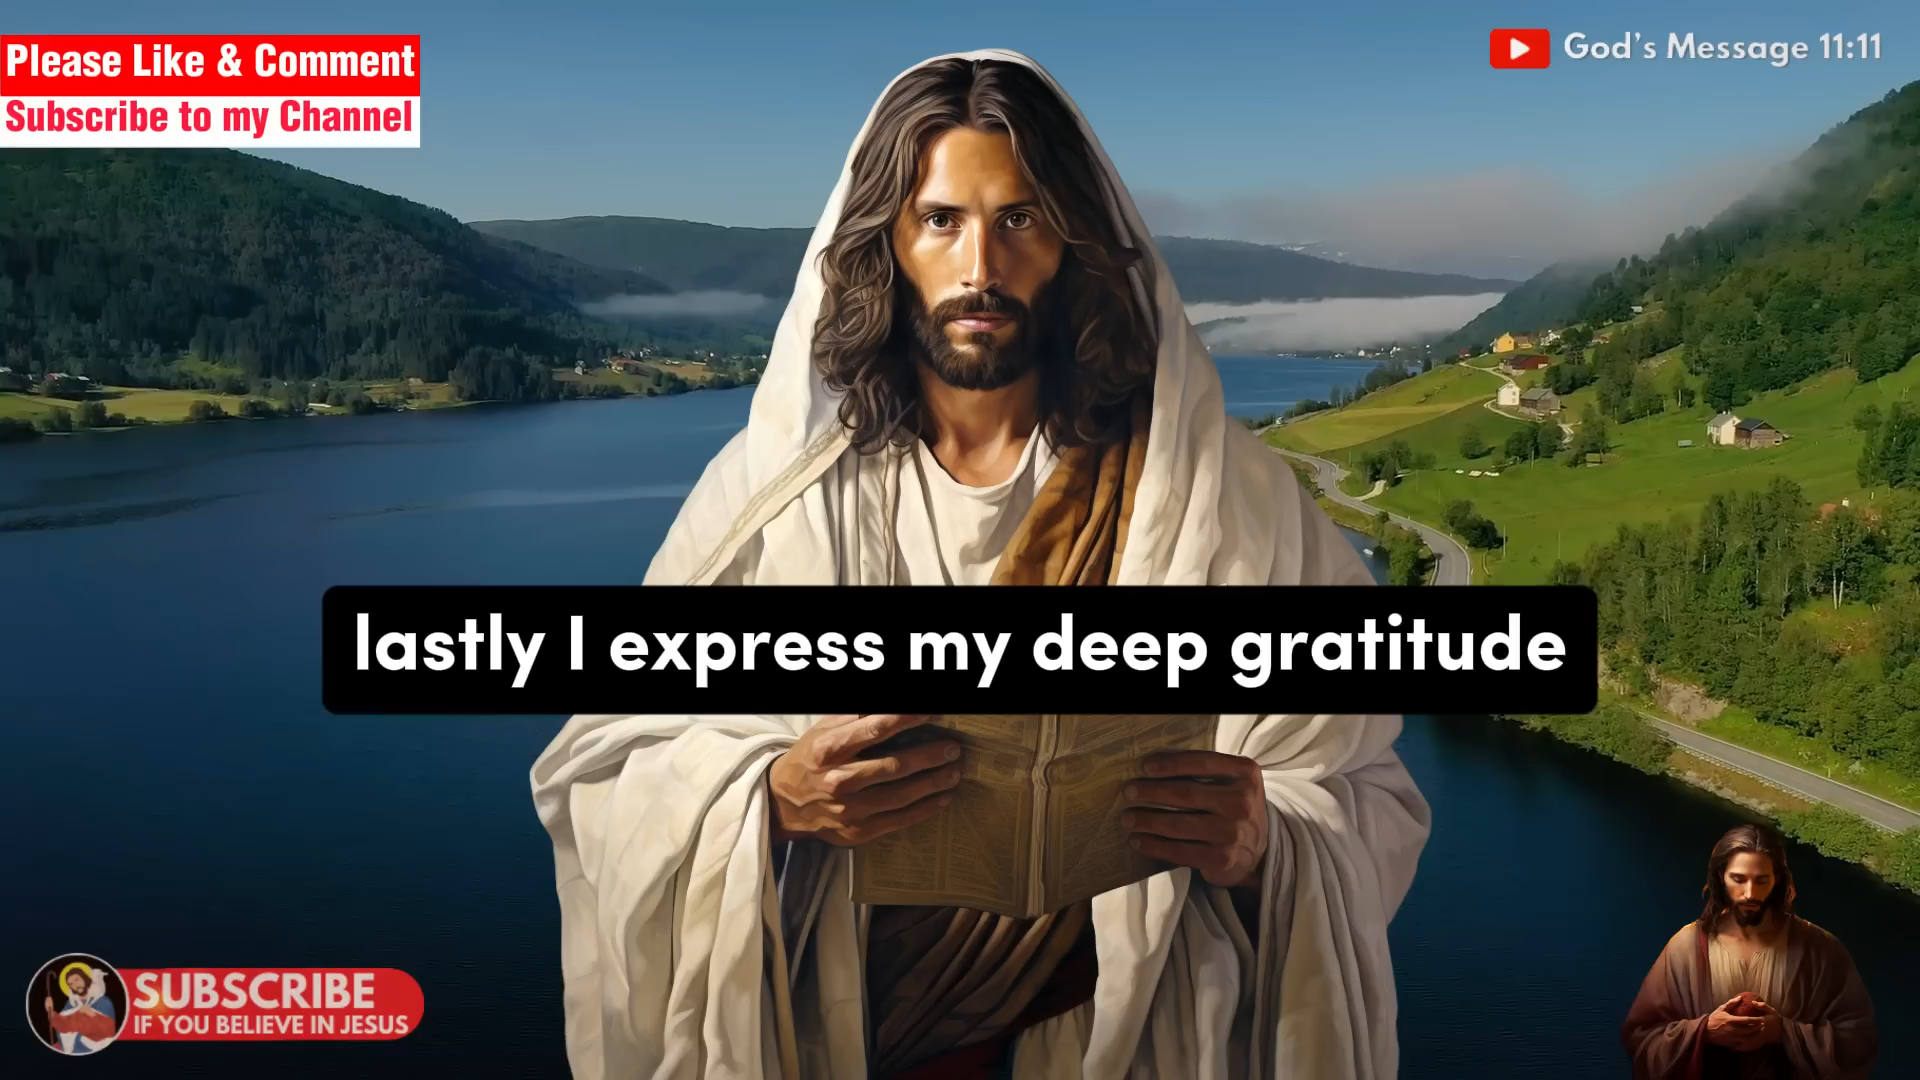 Please Like & Comment
Subscribe to my Channel
God's Message 11:11
lastly I express my deep gratitude
SUBSCRIBE
IF YOU BELIEVE IN JESUS